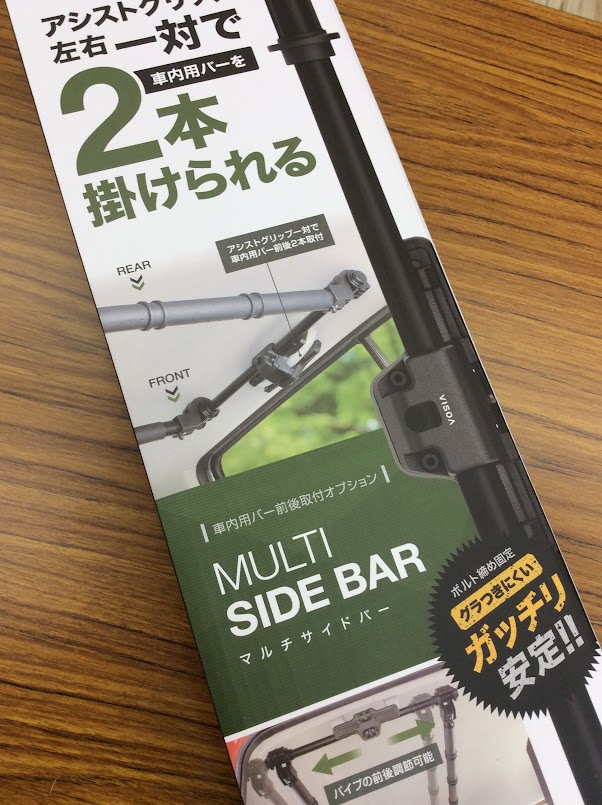 アシストグリップ
左右一対で
車内用バーを
2本
掛けられる
アシストグリップ一対で
車内用バー前後2本取付
REAR
FRONT
VISOA
車内用バー前後取付オプション
MULTI
SIDE BAR
マルチサイドバー
ボルト締め固定
グラつきにくい
ガッチリ
安定!!
パイプの前後調節可能